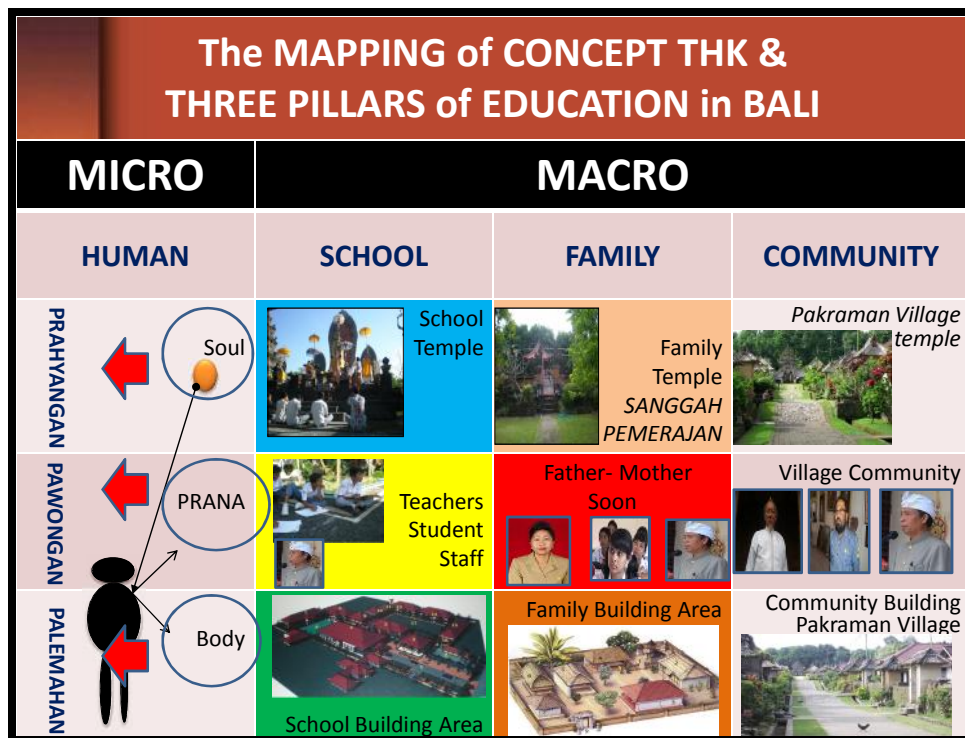 The MAPPING of CONCEPT THK &
THREE PILLARS of EDUCATION in BALI
MICRO
MACRO
HUMAN
SCHOOL
FAMILY
COMMUNITY
PRAHYANGAN
Soul
School
Temple
Family
Temple
SANGGAH
PEMERAJAN
Pakraman Village
temple
PAWONGAN
PRANA
Teachers
Student
Staff
Father- Mother
Soon
Village Community
PALEMAHAN
Body
School Building Area
Family Building Area
Community Building
Pakraman Village